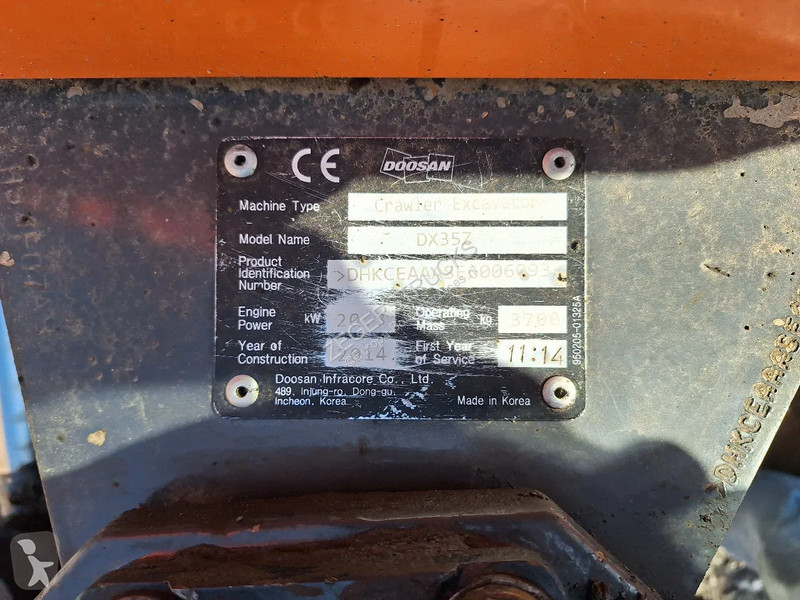 CE DOOSAN
Machine Type Crawler Excavator
Model Name DX35Z
Product
Identification
Number
Engine
Power kW Operating
Mass kg 3700
Year of
Construction 2014 First Year
of Service 11:14
Doosan Infracore Co., Ltd.
489, Injung-ro, Dong-gu,
Incheon, Korea Made in Korea
950205-01325A